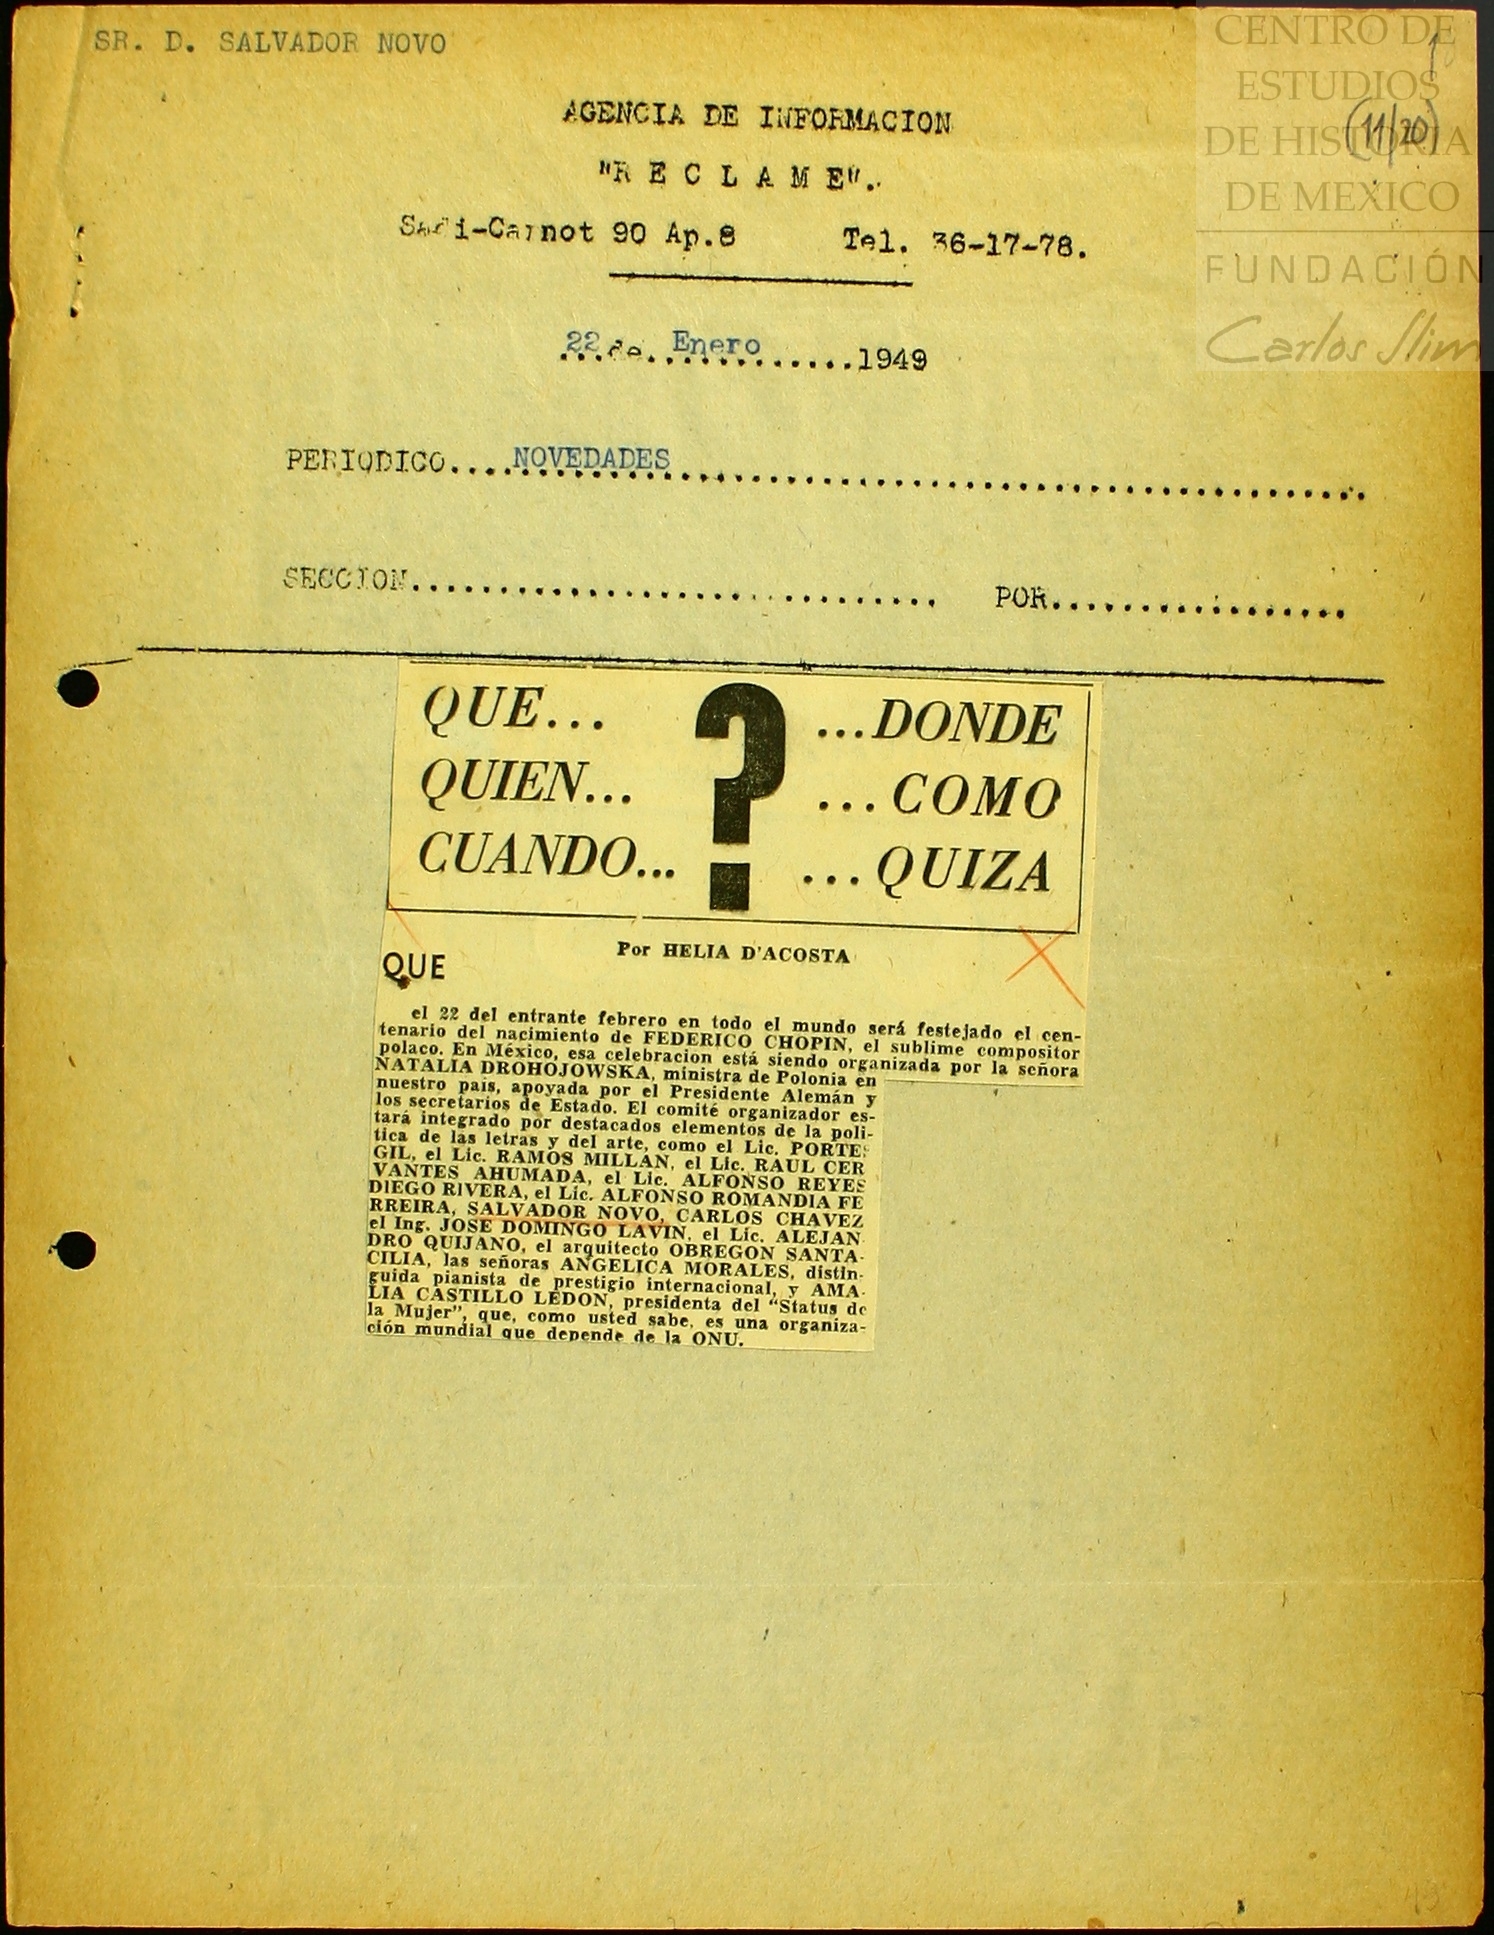 SR. D. SALVADOR NOVO
CENTRO DE
ESTUDIOS
DE HISTORIA
DE MEXICO
FUNDACIÓN
Carlos Slim
(11/20)
AGENCIA DE INFORMACION
"R E C L A M E".
Sadi-Carnot 90 Ap.8 Tel. 36-17-78.
22 de Enero 1949
PERIODICO....NOVEDADES
SECCION POR
QUE... ? ...DONDE
QUIEN... ...COMO
CUANDO... ...QUIZA
Por HELIA D'ACOSTA
QUE
el 22 del entrante febrero en todo el mundo será festejado el cen-
tenario del nacimiento de FEDERICO CHOPIN, el sublime compositor
polaco. En México, esa celebracion está siendo organizada por la señora
NATALIA DROHOJOWSKA, ministra de Polonia en
nuestro país, apoyada por el Presidente Alemán y
los secretarios de Estado. El comité organizador es-
tará integrado por destacados elementos de la poli-
tica de las letras y del arte, como el Lic. PORTES
GIL, el Lic. RAMOS MILLAN, el Lic. RAUL CER
VANTES AHUMADA, el Lic. ALFONSO REYES
DIEGO RIVERA, el Lic. ALFONSO ROMANDIA FE
RREIRA, SALVADOR NOVO, CARLOS CHAVEZ
el Ing. JOSE DOMINGO LAVIN, el Lic. ALEJAN
DRO QUIJANO, el arquitecto OBREGON SANTA-
CILIA, las señoras ANGELICA MORALES, distin-
guida pianista de prestigio internacional, y AMA-
LIA CASTILLO LEDON, presidenta del "Status de
la Mujer", que, como usted sabe, es una organiza-
ción mundial que depende de la ONU.